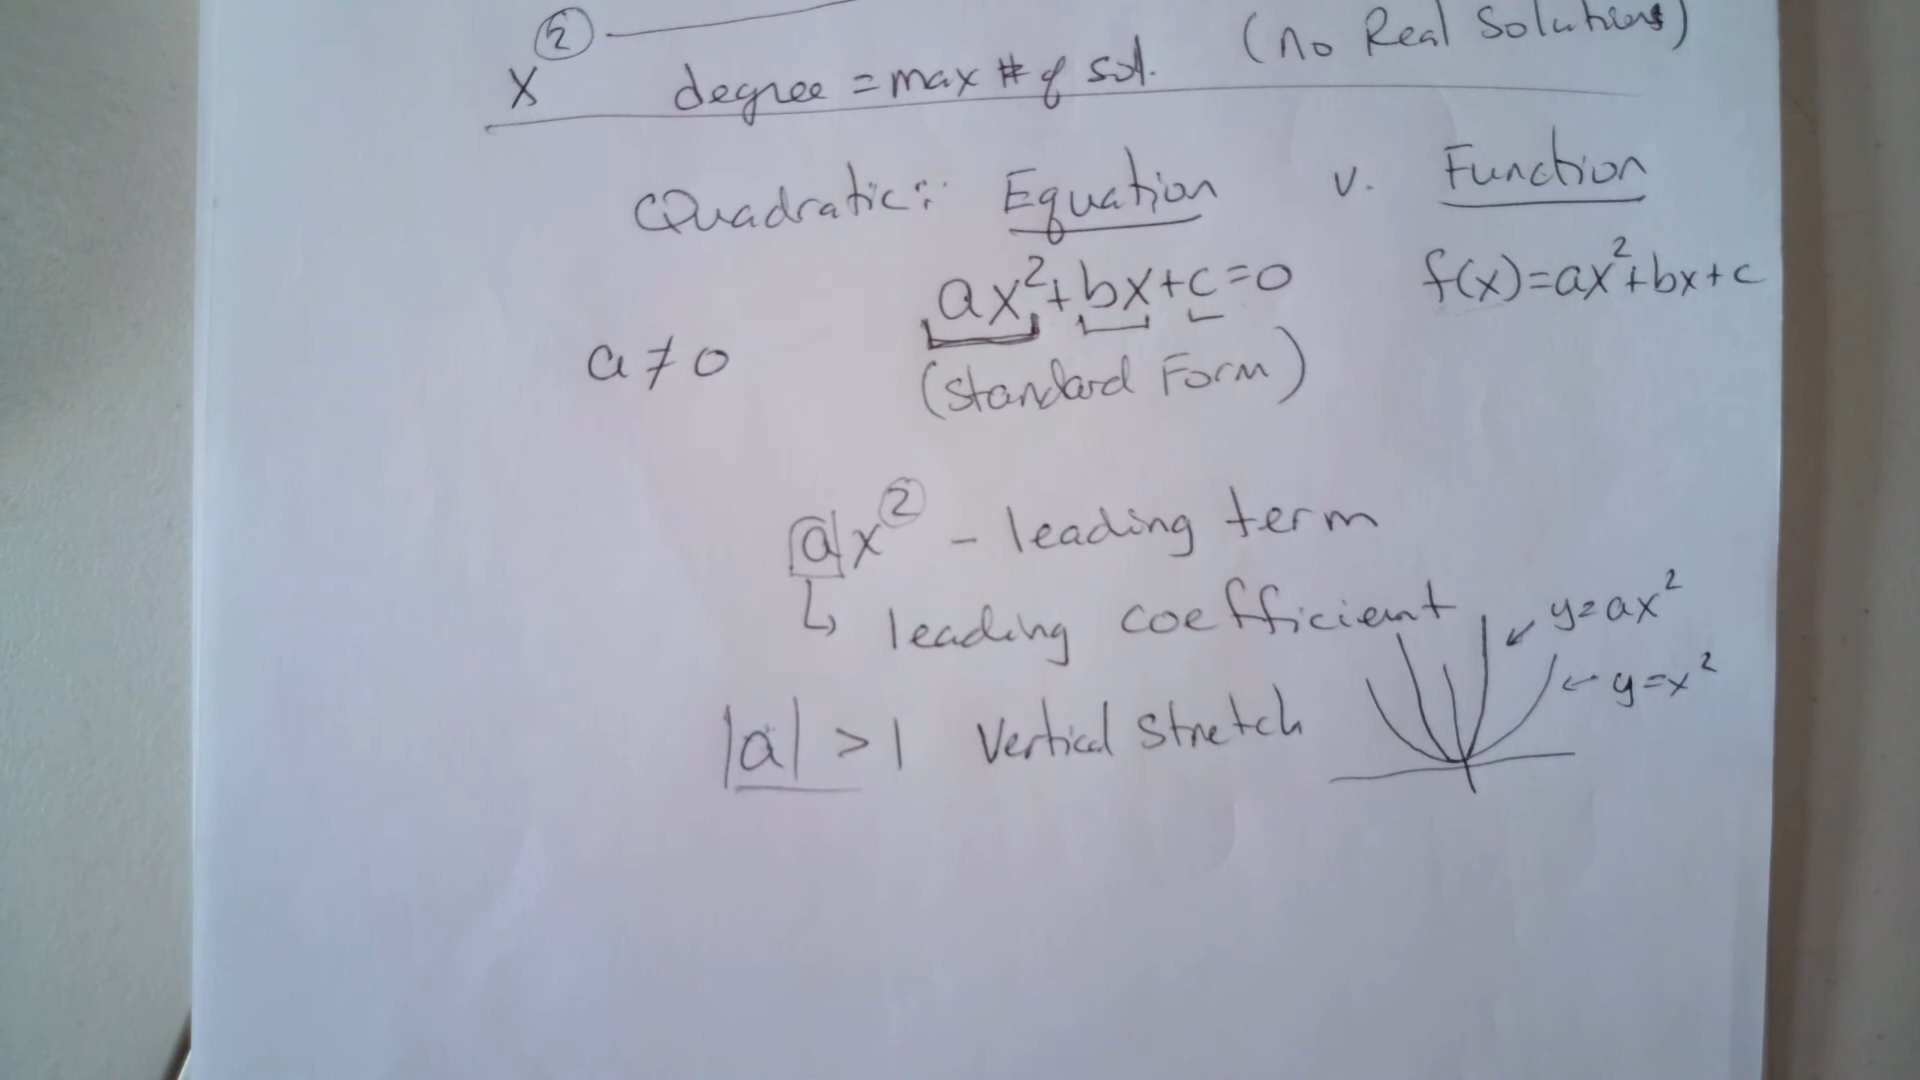 x² degree = max # of sol. (no Real Solutions)
Quadratic: Equation v. Function
ax²+bx+c=0 f(x)=ax²+bx+c
a≠0 (Standard Form)
ax² - leading term
↳ leading coefficient
y=ax²
y=x²
|a| > 1 Vertical Stretch